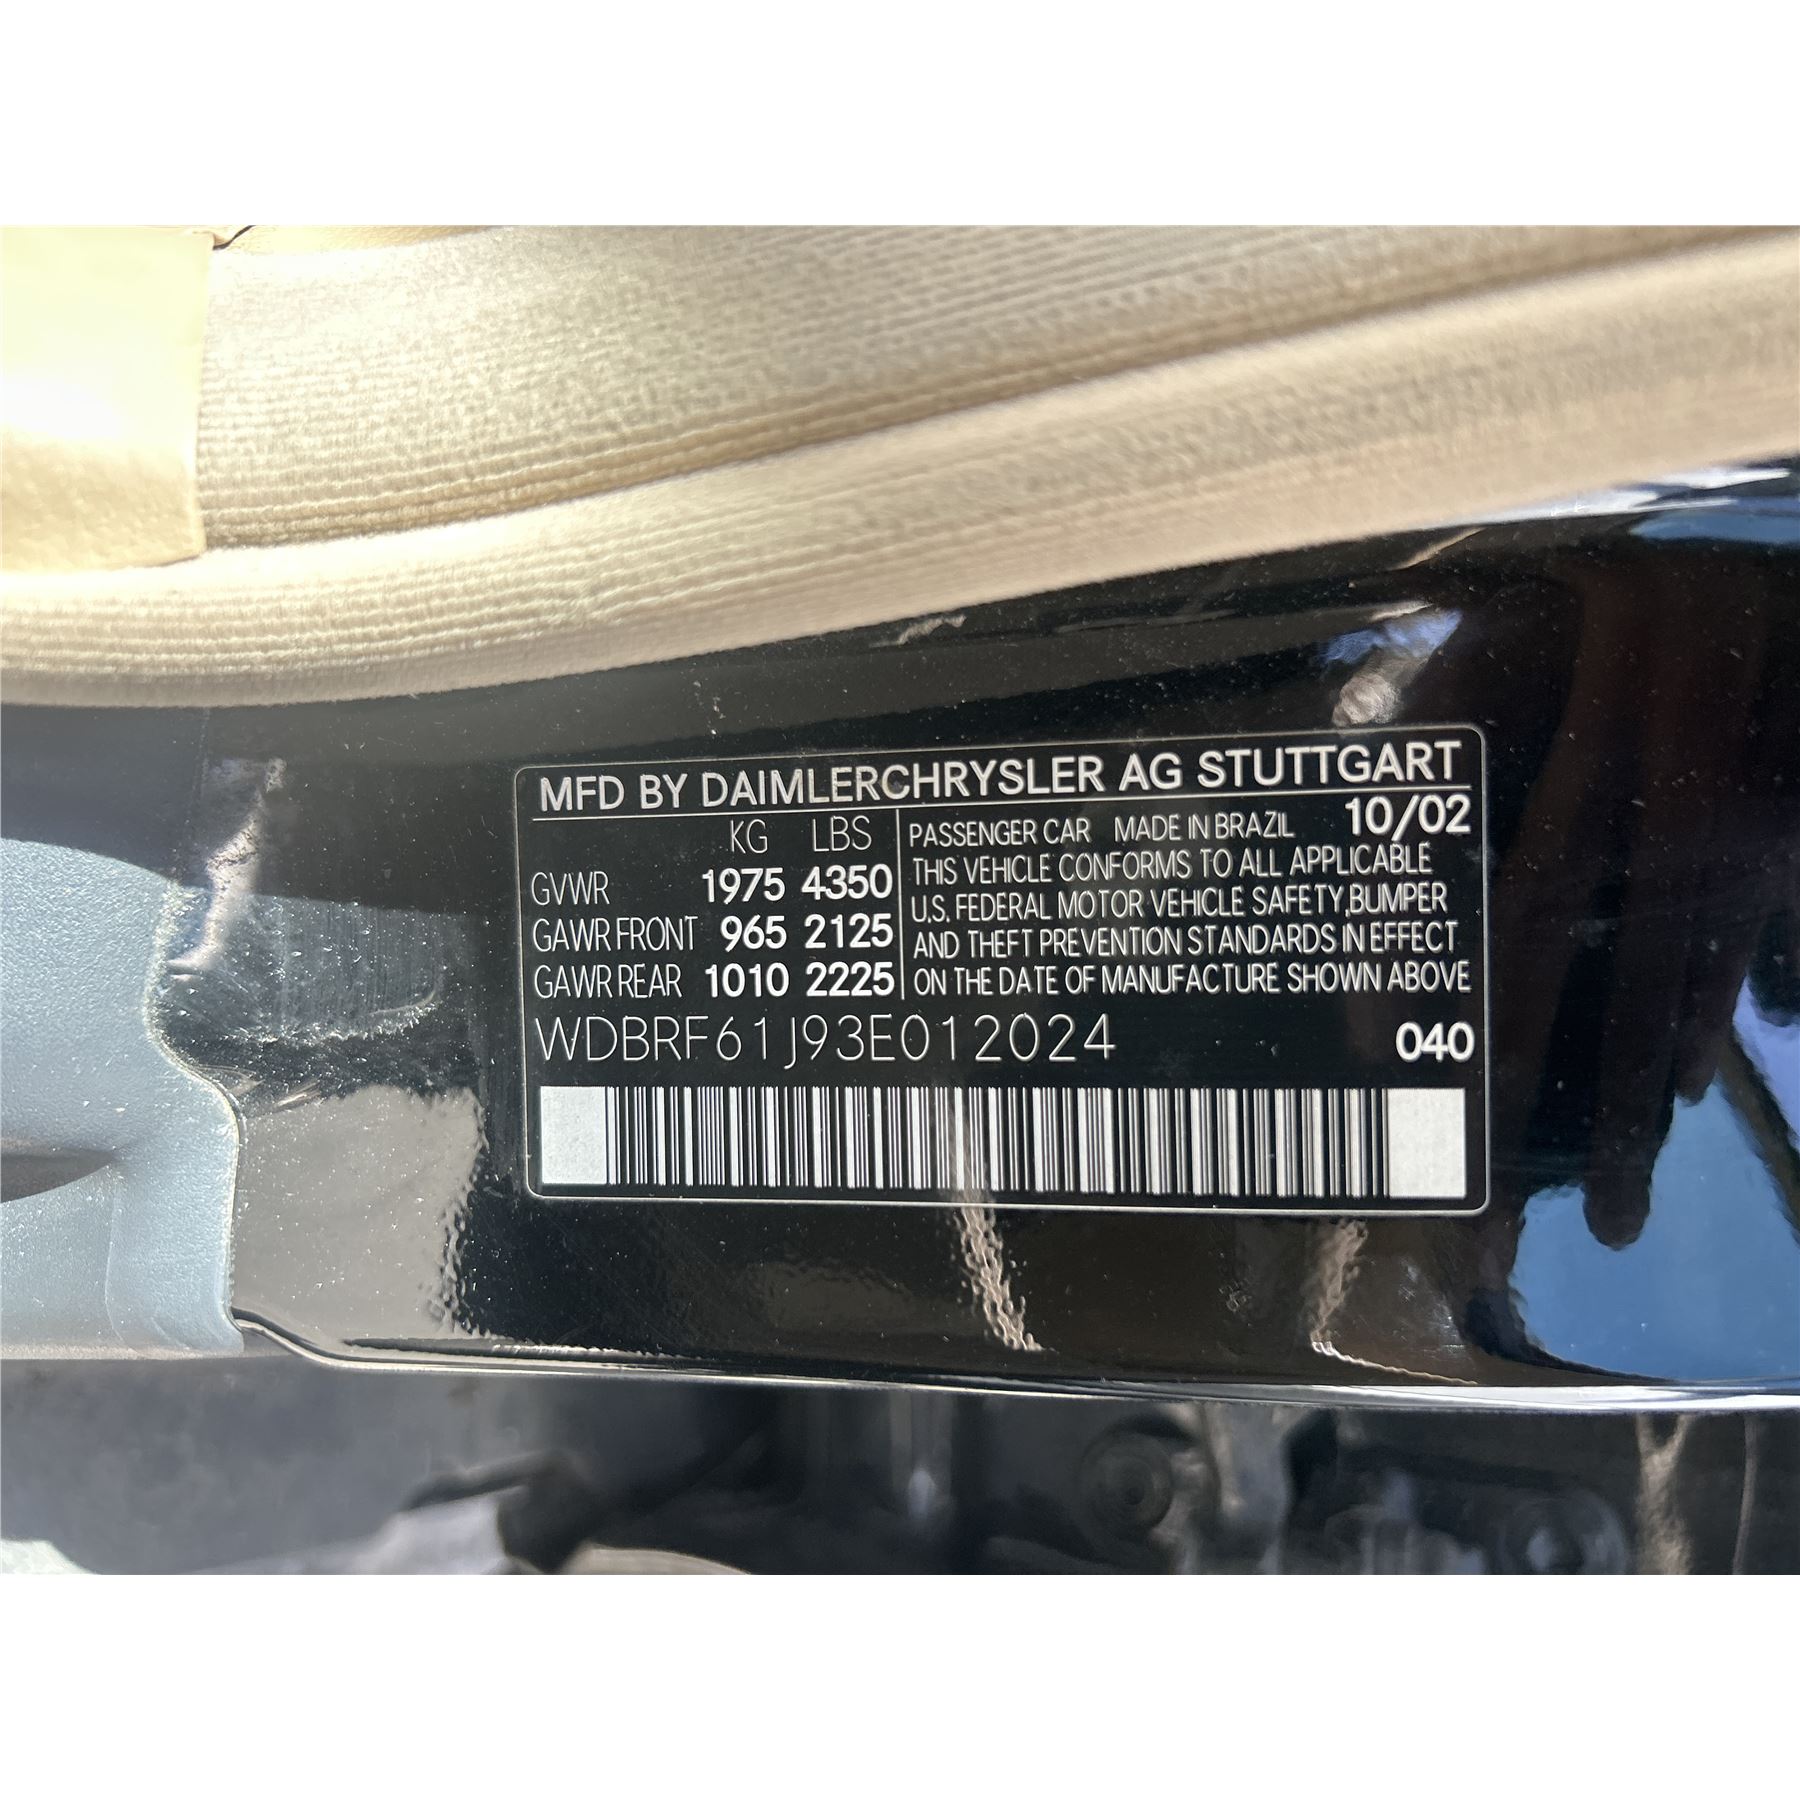 MFD BY DAIMLERCHRYSLER AG STUTTGART
KG LBS
GVWR 1975 4350
GAWR FRONT 965 2125
GAWR REAR 1010 2225
PASSENGER CAR MADE IN BRAZIL 10/02
THIS VEHICLE CONFORMS TO ALL APPLICABLE
U.S. FEDERAL MOTOR VEHICLE SAFETY,BUMPER
AND THEFT PREVENTION STANDARDS IN EFFECT
ON THE DATE OF MANUFACTURE SHOWN ABOVE
WDBRF61J93E012024 040